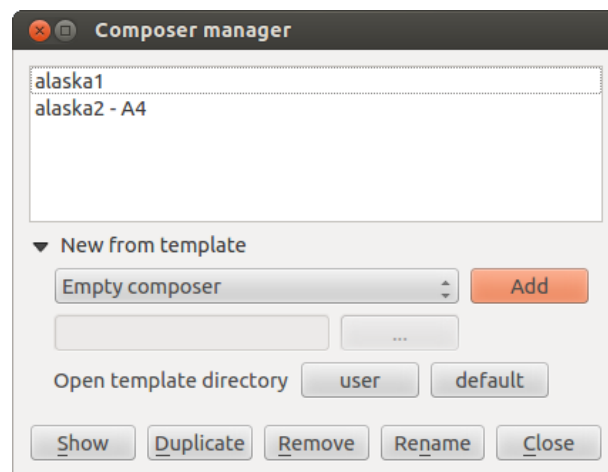 Composer manager
alaska1
alaska2 - A4
New from template
Empty composer Add
...
Open template directory user default
Show Duplicate Remove Rename Close